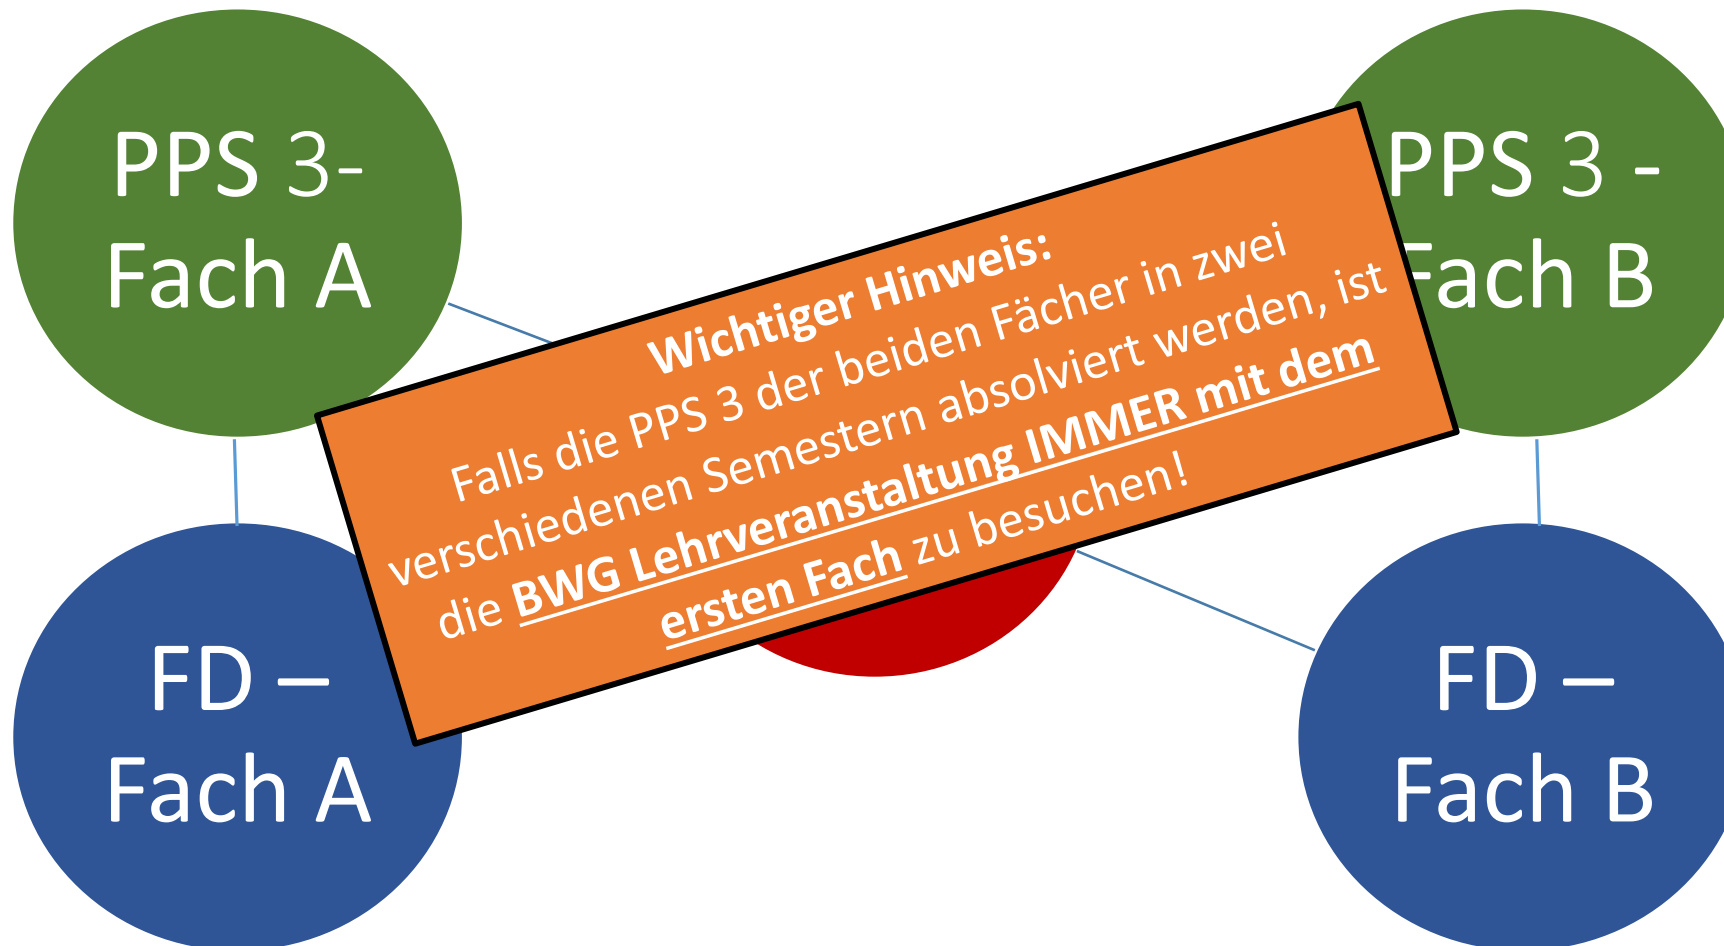 PPS 3-
Fach A
PPS 3 -
Fach B
Wichtiger Hinweis:
Falls die PPS 3 der beiden Fächer in zwei
verschiedenen Semestern absolviert werden, ist
die BWG Lehrveranstaltung IMMER mit dem
ersten Fach zu besuchen!
FD –
Fach A
FD –
Fach B